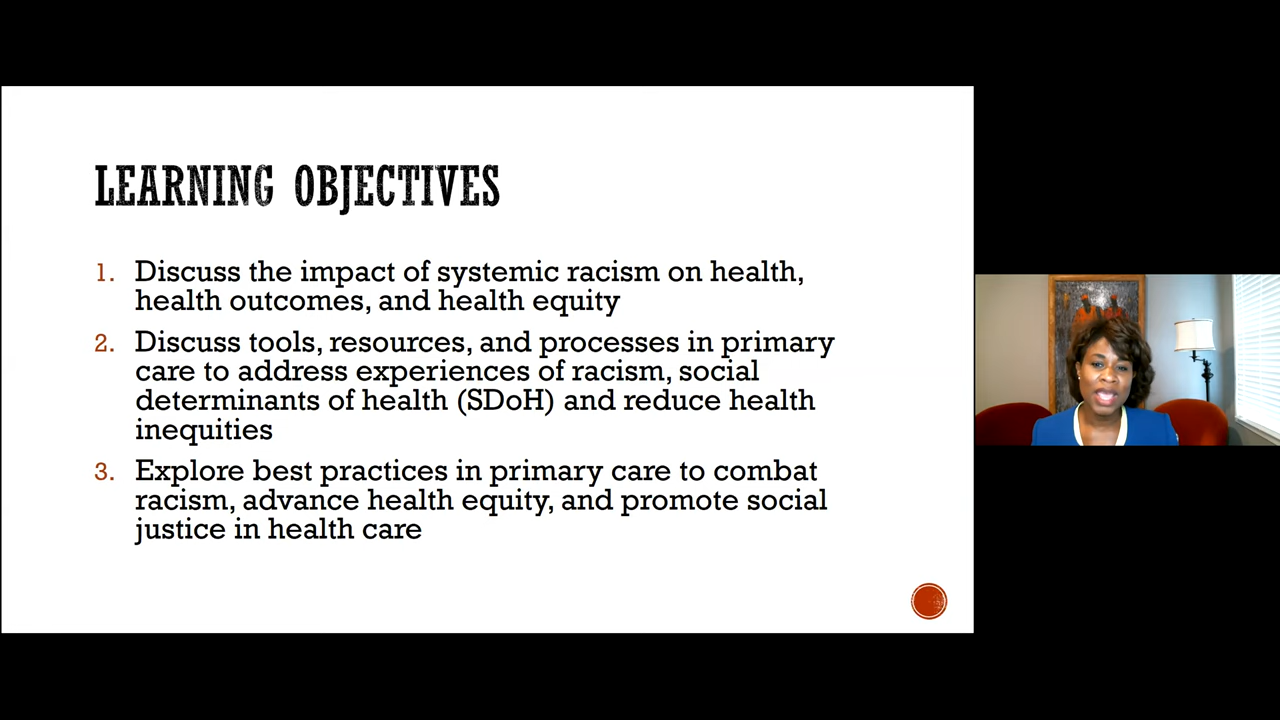 LEARNING OBJECTIVES
1. Discuss the impact of systemic racism on health,
health outcomes, and health equity
2. Discuss tools, resources, and processes in primary
care to address experiences of racism, social
determinants of health (SDoH) and reduce health
inequities
3. Explore best practices in primary care to combat
racism, advance health equity, and promote social
justice in health care